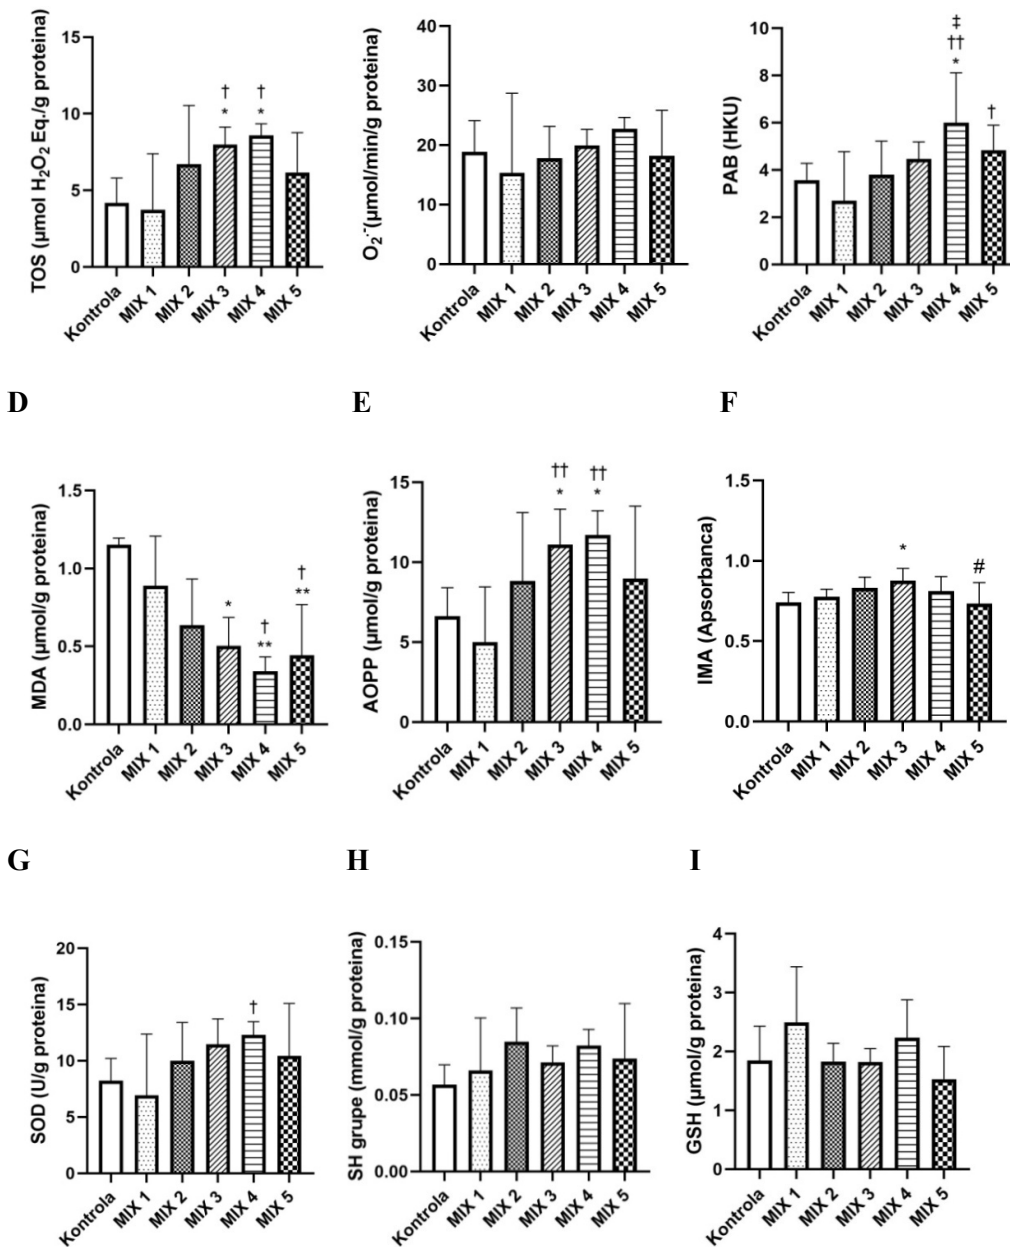 TOS (µmol H₂O₂ Eq./g proteina)
15
10
5
0
† *
† *
Kontrola MIX 1 MIX 2 MIX 3 MIX 4 MIX 5
O₂·⁻(µmol/min/g proteina)
40
30
20
10
0
Kontrola MIX 1 MIX 2 MIX 3 MIX 4 MIX 5
PAB (HKU)
10
8
6
4
2
0
‡
††
*
†
Kontrola MIX 1 MIX 2 MIX 3 MIX 4 MIX 5
D E F
MDA (µmol/g proteina)
1.5
1.0
0.5
0.0
*
† **
† **
Kontrola MIX 1 MIX 2 MIX 3 MIX 4 MIX 5
AOPP (µmol/g proteina)
15
10
5
0
†† *
†† *
Kontrola MIX 1 MIX 2 MIX 3 MIX 4 MIX 5
IMA (Apsorbanca)
1.5
1.0
0.5
0.0
*
#
Kontrola MIX 1 MIX 2 MIX 3 MIX 4 MIX 5
G H I
SOD (U/g proteina)
20
15
10
5
0
†
Kontrola MIX 1 MIX 2 MIX 3 MIX 4 MIX 5
SH grupe (mmol/g proteina)
0.15
0.10
0.05
0.00
Kontrola MIX 1 MIX 2 MIX 3 MIX 4 MIX 5
GSH (µmol/g proteina)
4
3
2
1
0
Kontrola MIX 1 MIX 2 MIX 3 MIX 4 MIX 5